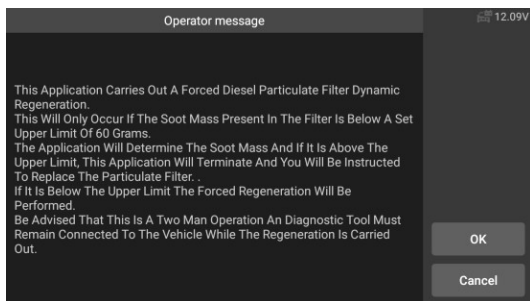 Operator message
12.09V
This Application Carries Out A Forced Diesel Particulate Filter Dynamic
Regeneration.
This Will Only Occur If The Soot Mass Present In The Filter Is Below A Set
Upper Limit Of 60 Grams.
The Application Will Determine The Soot Mass And If It Is Above The
Upper Limit, This Application Will Terminate And You Will Be Instructed
To Replace The Particulate Filter. .
If It Is Below The Upper Limit The Forced Regeneration Will Be
Performed.
Be Advised That This Is A Two Man Operation An Diagnostic Tool Must
Remain Connected To The Vehicle While The Regeneration Is Carried
Out.
OK
Cancel